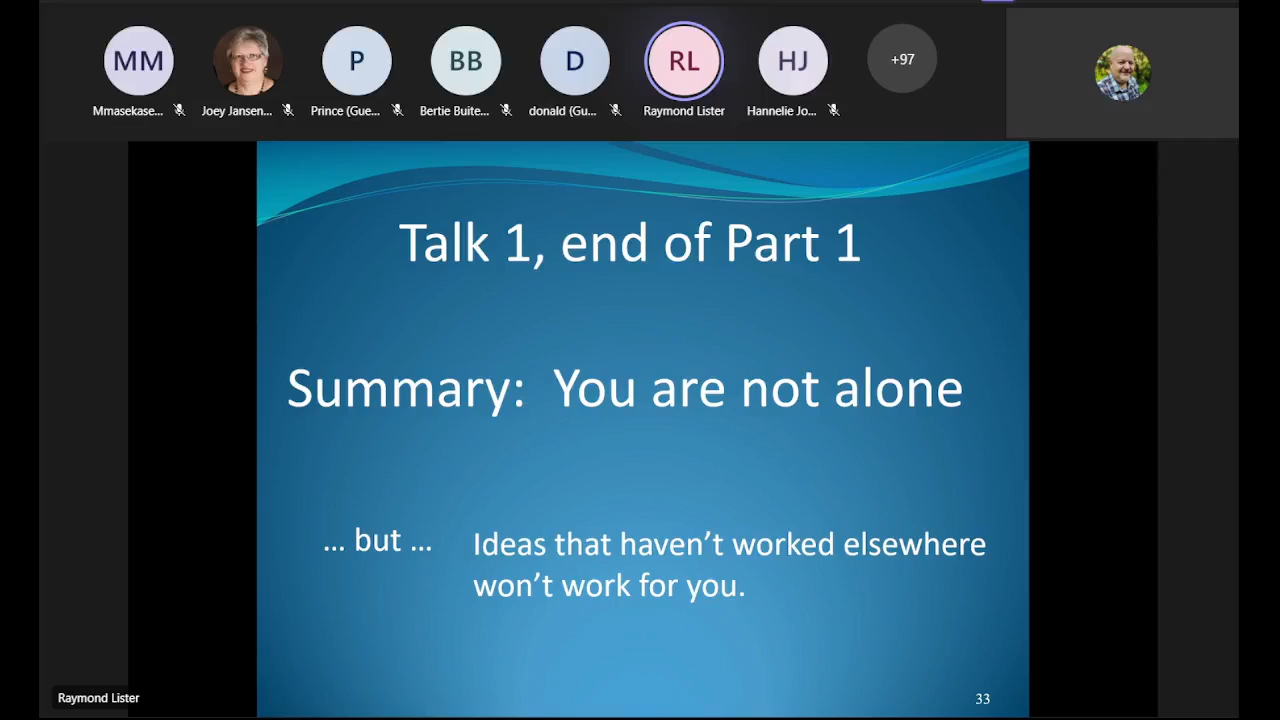 MM
P
BB
D
RL
HJ
+97
Mmasekase...
Joey Jansen...
Prince (Gue...
Bertie Buite...
donald (Gu...
Raymond Lister
Hannelie Jo...
Talk 1, end of Part 1
Summary: You are not alone
... but ...
Ideas that haven't worked elsewhere
won't work for you.
Raymond Lister
33